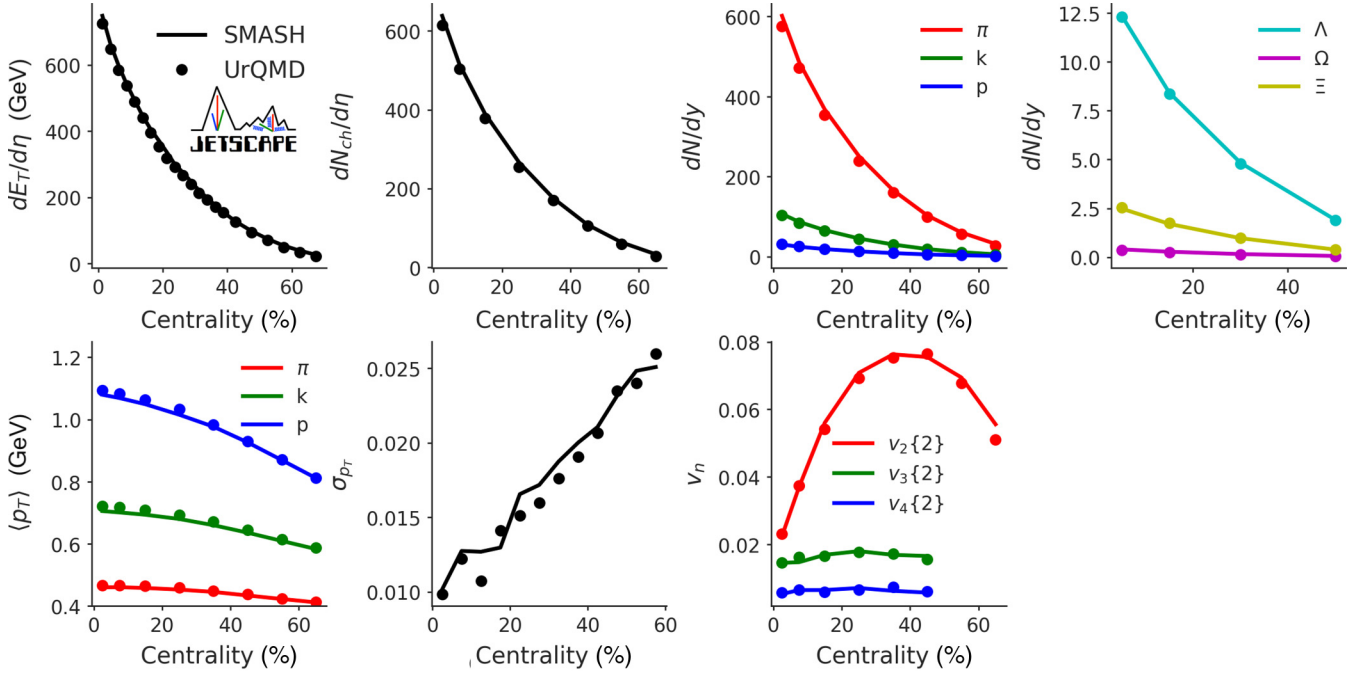 dE_T/dη (GeV)
800
600
400
200
0
0 20 40 60
Centrality (%)
SMASH
UrQMD
JETSCAPE
dN_ch/dη
600
400
200
0
0 20 40 60
Centrality (%)
dN/dy
600
400
200
0
0 20 40 60
Centrality (%)
π
k
p
dN/dy
12.5
10.0
7.5
5.0
2.5
0.0
20 40
Centrality (%)
Λ
Ω
Ξ
⟨p_T⟩ (GeV)
1.2
1.0
0.8
0.6
0.4
0 20 40 60
Centrality (%)
π
k
p
σ_{p_T}
0.025
0.020
0.015
0.010
0 20 40 60
Centrality (%)
v_n
0.08
0.06
0.04
0.02
0 20 40 60
Centrality (%)
v_2{2}
v_3{2}
v_4{2}